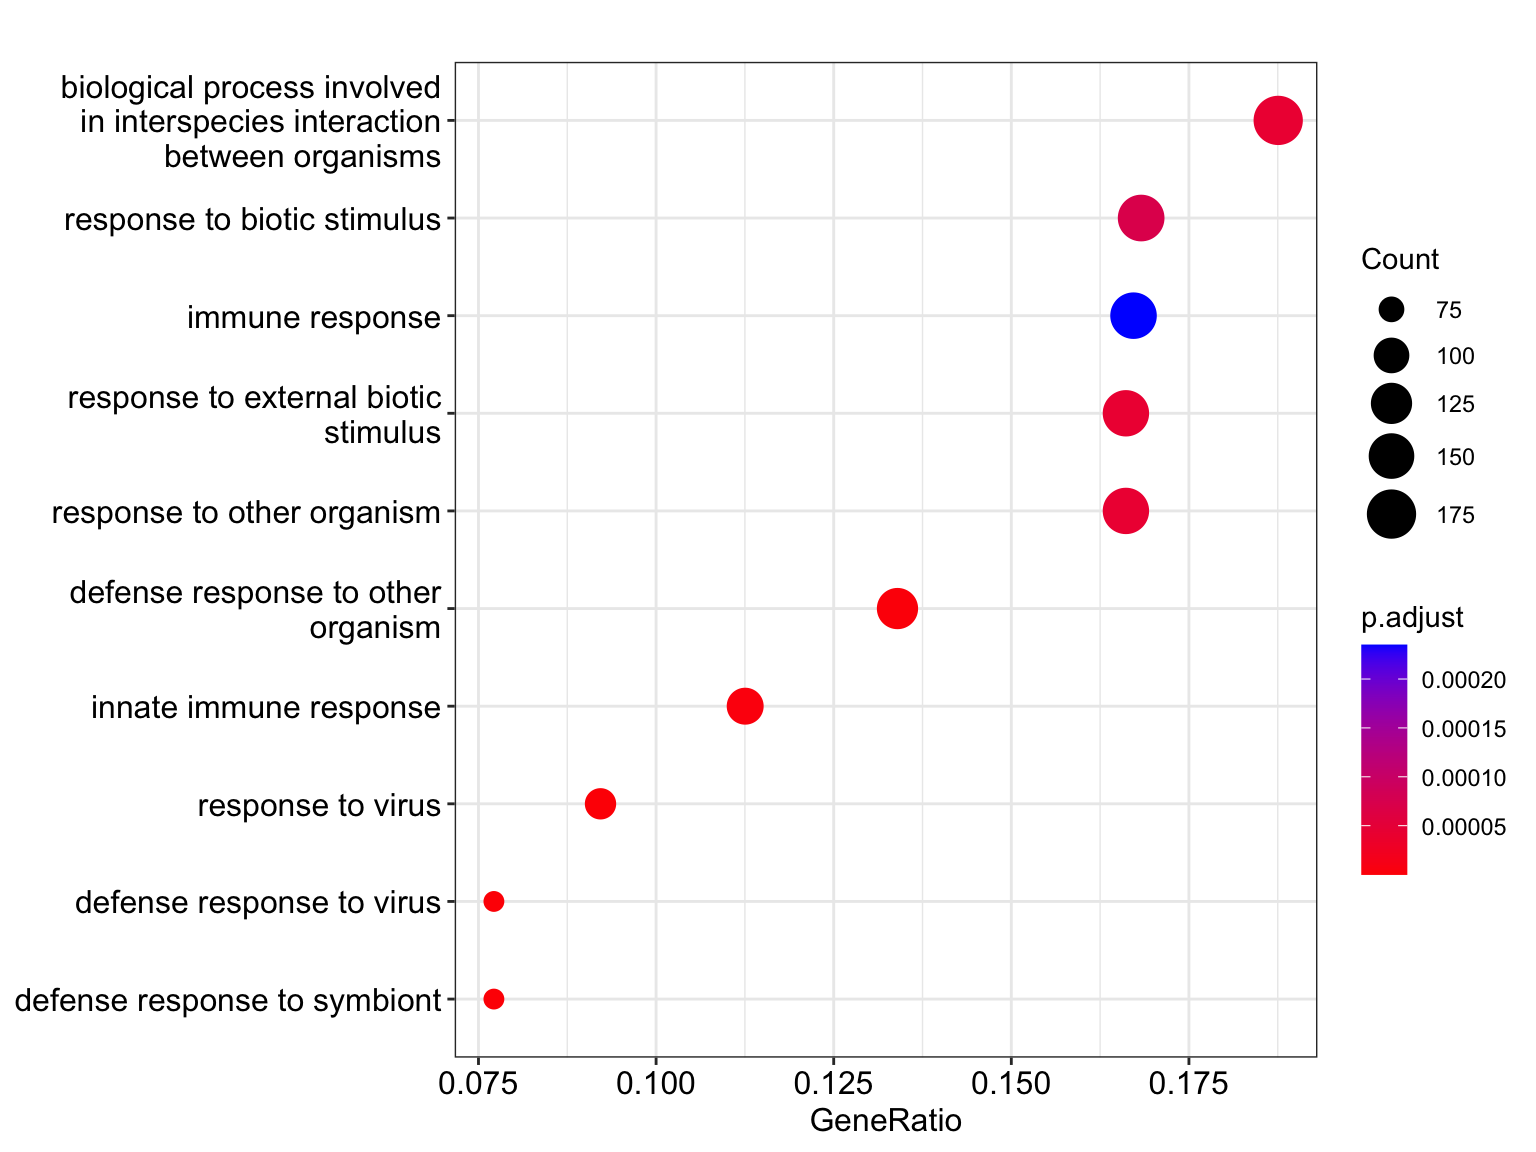 biological process involved
in interspecies interaction
between organisms
response to biotic stimulus
immune response
response to external biotic
stimulus
response to other organism
defense response to other
organism
innate immune response
response to virus
defense response to virus
defense response to symbiont
0.075
0.100
0.125
0.150
0.175
GeneRatio
Count
75
100
125
150
175
p.adjust
0.00020
0.00015
0.00010
0.00005